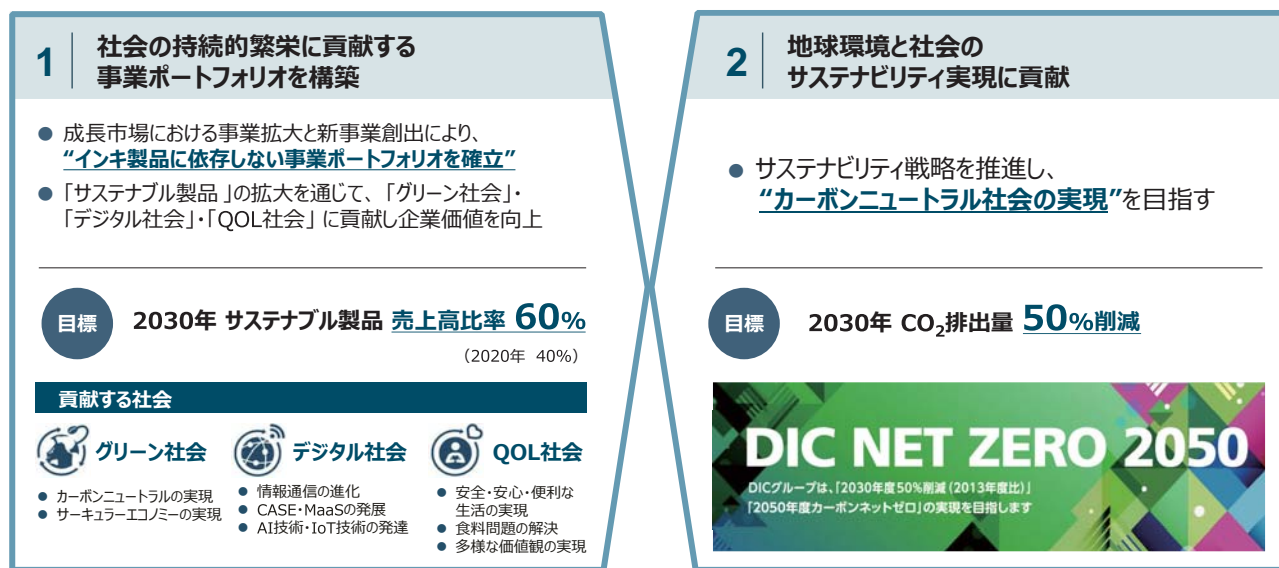 1
社会の持続的繁栄に貢献する
事業ポートフォリオを構築
● 成長市場における事業拡大と新事業創出により、
“インキ製品に依存しない事業ポートフォリオを確立”
● 「サステナブル製品」の拡大を通じて、「グリーン社会」・
「デジタル社会」・「QOL社会」に貢献し企業価値を向上
目標
2030年 サステナブル製品 売上高比率 60%
（2020年 40%）
貢献する社会
グリーン社会
● カーボンニュートラルの実現
● サーキュラーエコノミーの実現
デジタル社会
● 情報通信の進化
● CASE・MaaSの発展
● AI技術・IoT技術の発達
QOL社会
● 安全・安心・便利な
生活の実現
● 食料問題の解決
● 多様な価値観の実現
2
地球環境と社会の
サステナビリティ実現に貢献
● サステナビリティ戦略を推進し、
“カーボンニュートラル社会の実現”を目指す
目標
2030年 CO₂排出量 50%削減
DIC NET ZERO 2050
DICグループは、「2030年度50%削減（2013年度比）」
「2050年度カーボンネットゼロ」の実現を目指します